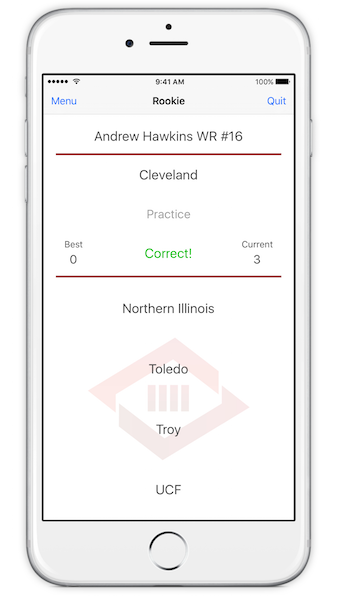 9:41 AM 100%
Menu Rookie Quit
Andrew Hawkins WR #16
Cleveland
Practice
Best Correct! Current
0 3
Northern Illinois
Toledo
Troy
UCF